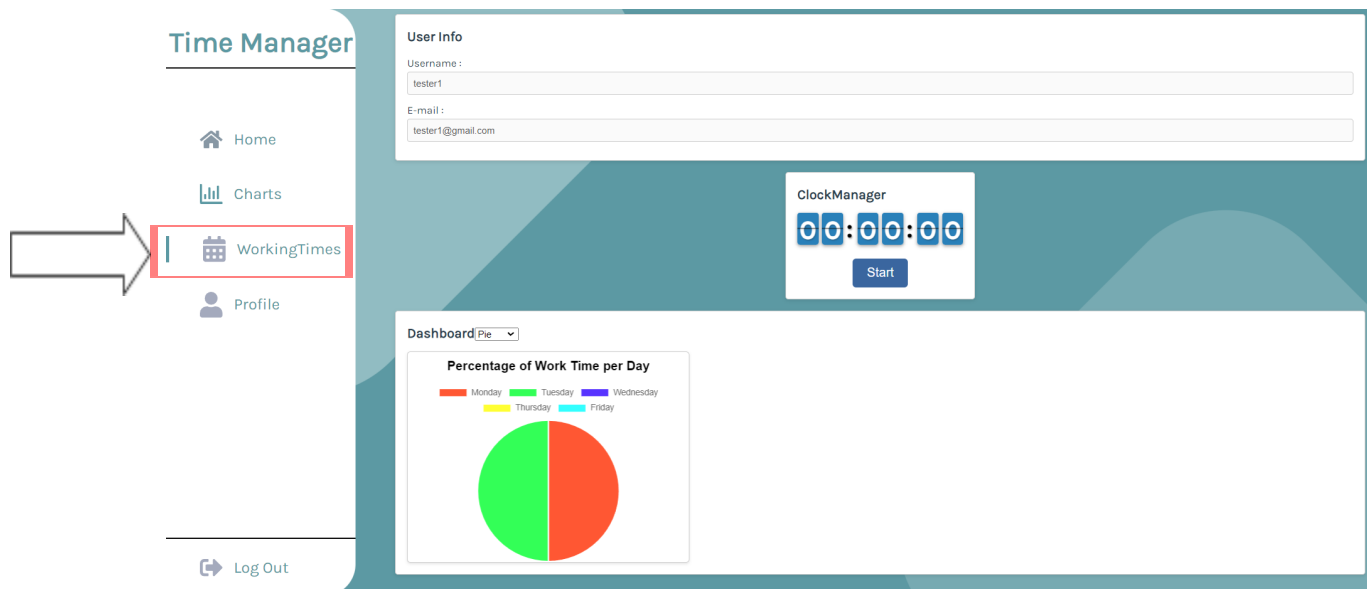 Time Manager
Home
Charts
WorkingTimes
Profile
Log Out
User Info
Username :
tester1
E-mail :
tester1@gmail.com
ClockManager
00:00:00
Start
Dashboard Pie
Percentage of Work Time per Day
Monday Tuesday Wednesday
Thursday Friday